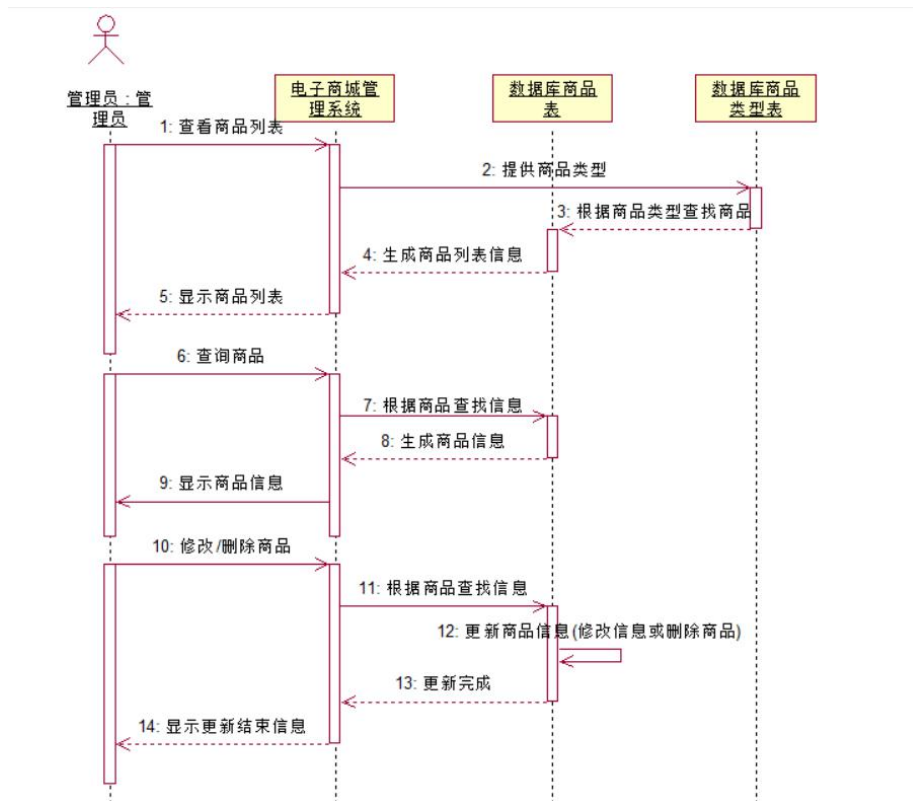 管理员 : 管
理员
电子商城管
理系统
数据库商品
表
数据库商品
类型表
1: 查看商品列表
2: 提供商品类型
3: 根据商品类型查找商品
4: 生成商品列表信息
5: 显示商品列表
6: 查询商品
7: 根据商品查找信息
8: 生成商品信息
9: 显示商品信息
10: 修改/删除商品
11: 根据商品查找信息
12: 更新商品信息(修改信息或删除商品)
13: 更新完成
14: 显示更新结束信息